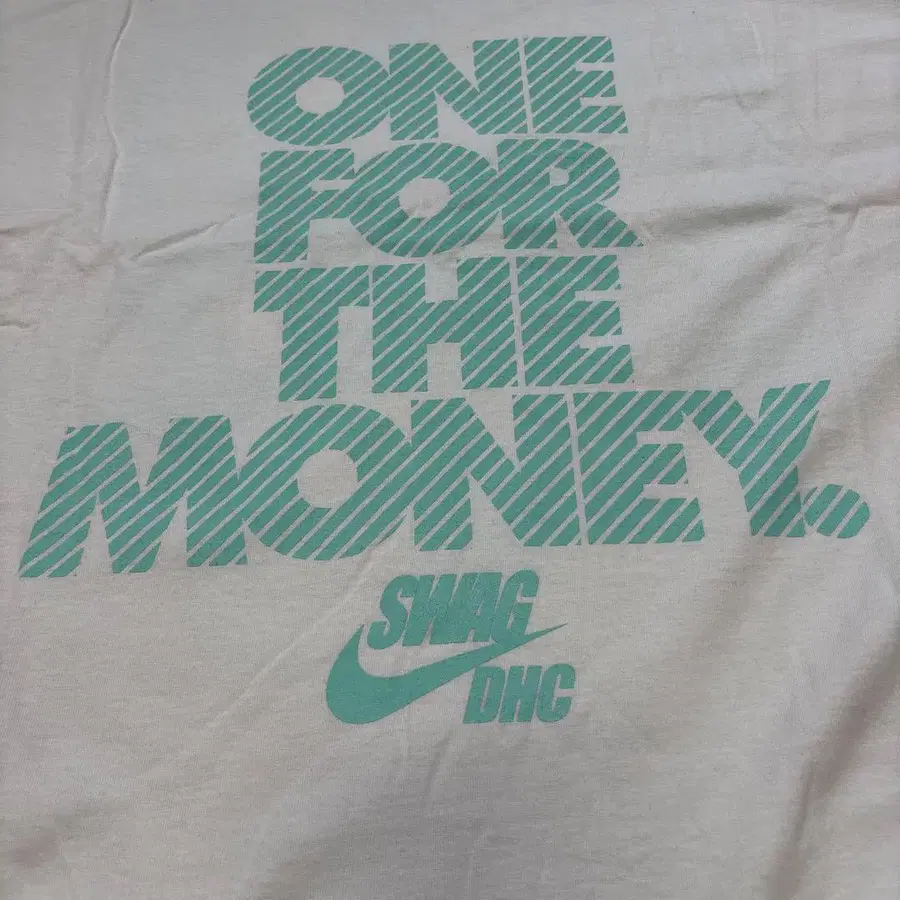 ONE
FOR
THE
MONEY.
SWAG
DHC